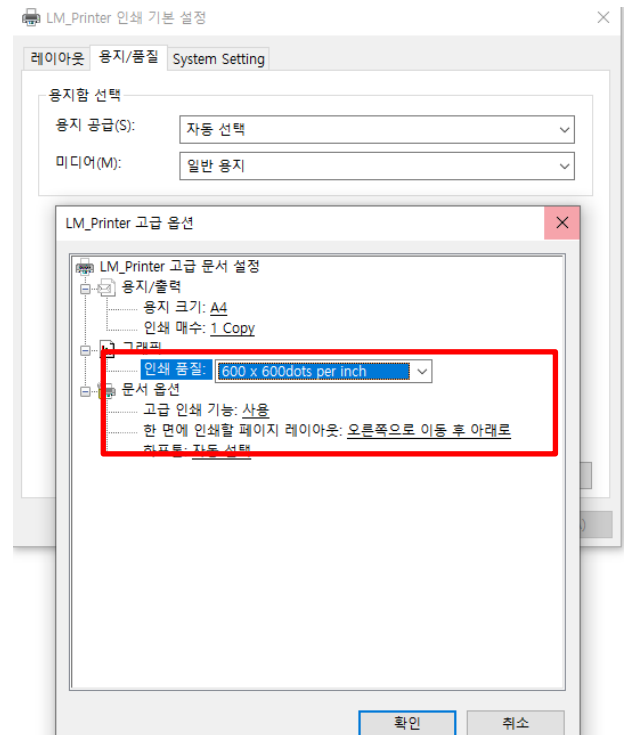 LM_Printer 인쇄 기본 설정
레이아웃 용지/품질 System Setting
용지함 선택
용지 공급(S): 자동 선택
미디어(M): 일반 용지
LM_Printer 고급 옵션
LM_Printer 고급 문서 설정
용지/출력
용지 크기: A4
인쇄 매수: 1 Copy
그래픽
인쇄 품질: 600 x 600dots per inch
문서 옵션
고급 인쇄 기능: 사용
한 면에 인쇄할 페이지 레이아웃: 오른쪽으로 이동 후 아래로
하프톤: 자동 선택
확인 취소